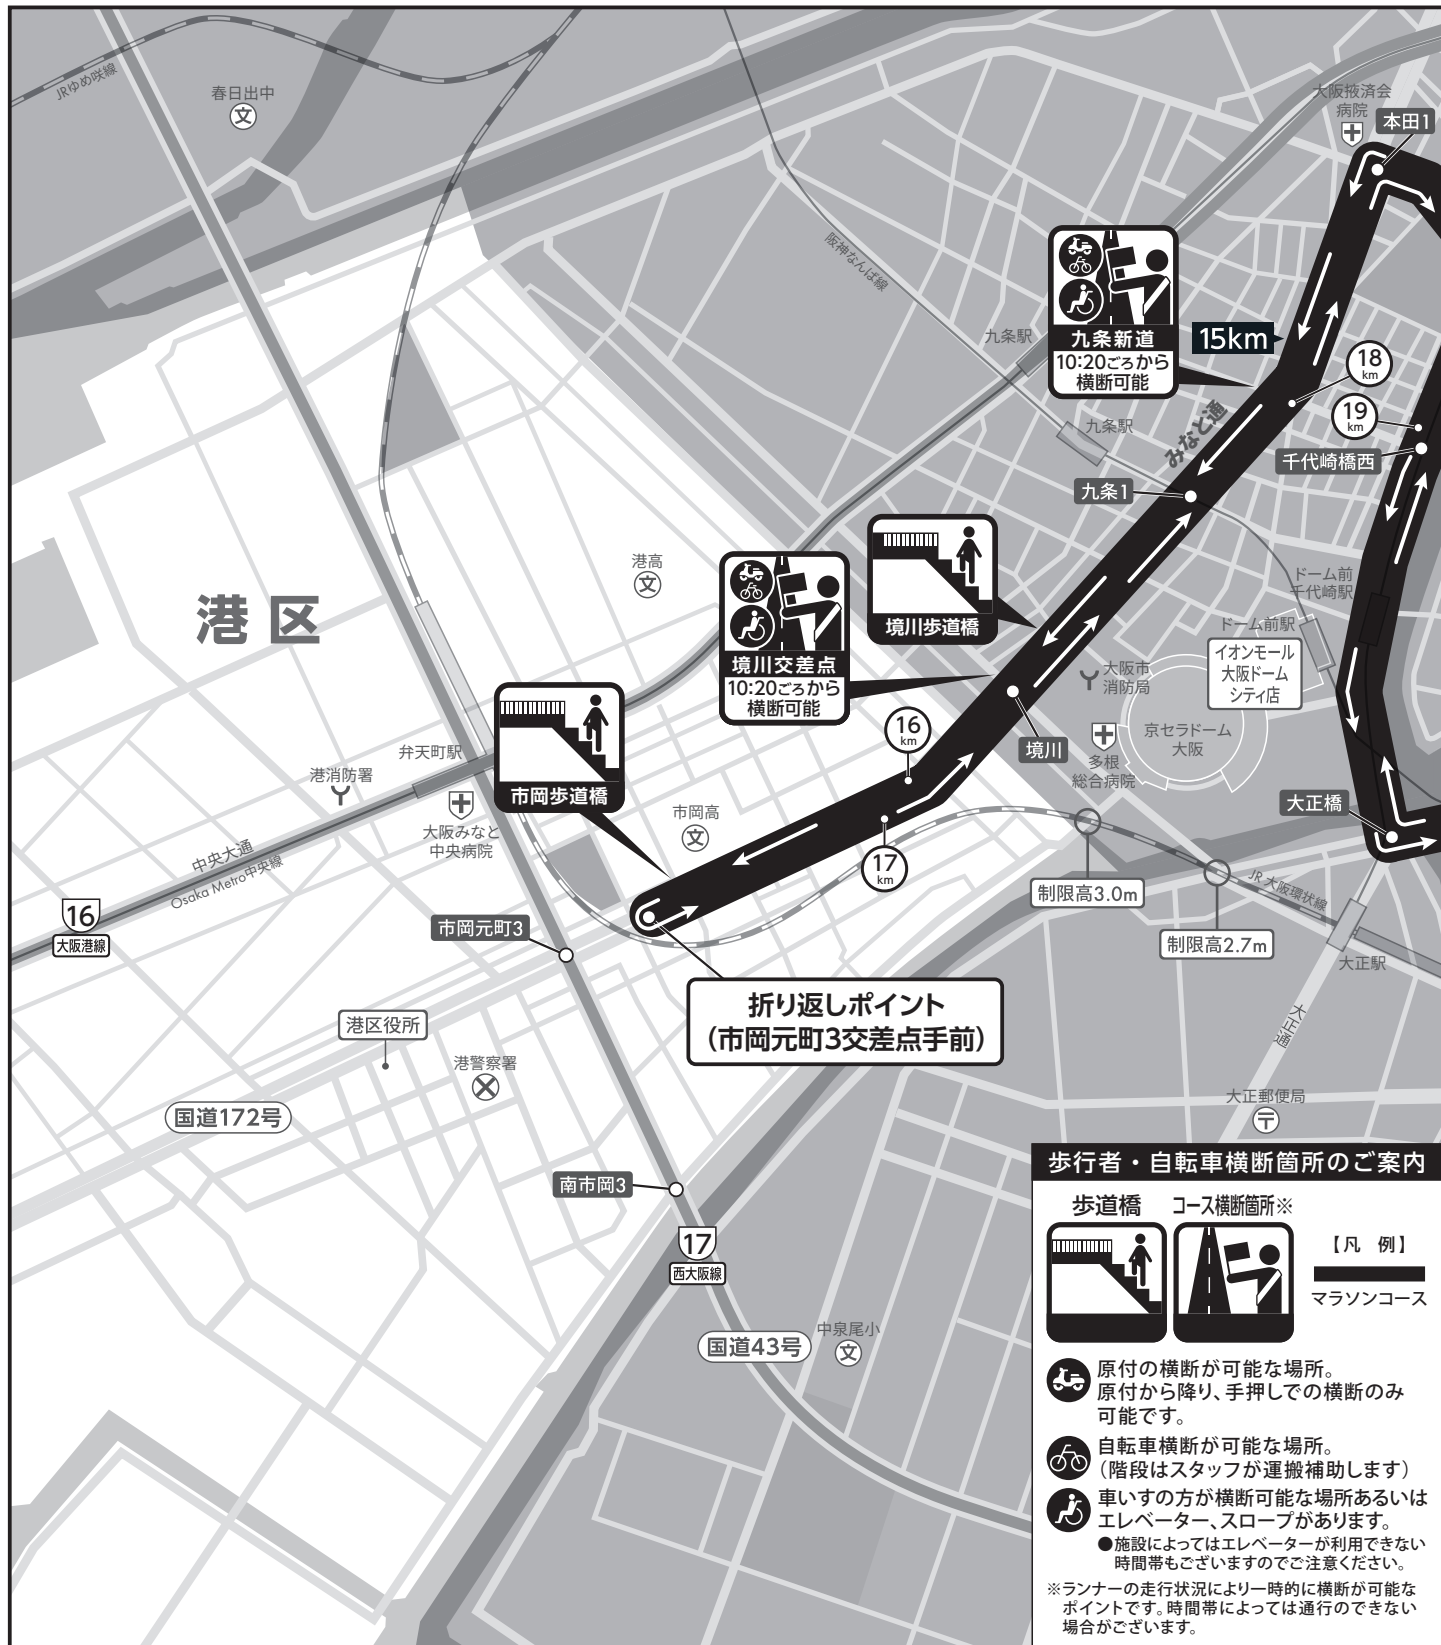 JRゆめ咲線
春日出中
文
大阪掖済会
病院
本田1
阪神なんば線
九条新道
10:20ごろから
横断可能
15km
九条駅
18
km
19
km
みなと通
九条駅
千代崎橋西
九条1
港高
文
境川歩道橋
港区
境川交差点
10:20ごろから
横断可能
ドーム前
千代崎駅
ドーム前駅
イオンモール
大阪ドーム
シティ店
大阪市
消防局
京セラドーム
大阪
市岡歩道橋
16
km
境川
多根
総合病院
弁天町駅
港消防署
大阪みなと
中央病院
市岡高
文
17
km
大正橋
中央大通
Osaka Metro中央線
制限高3.0m
JR大阪環状線
16
大阪港線
市岡元町3
制限高2.7m
大正駅
折り返しポイント
(市岡元町3交差点手前)
港区役所
大正通
港警察署
国道172号
大正郵便局
〒
南市岡3
17
西大阪線
国道43号
中泉尾小
文
歩行者・自転車横断箇所のご案内
歩道橋
コース横断箇所※
【凡 例】
マラソンコース
原付の横断が可能な場所。
原付から降り、手押しでの横断のみ
可能です。
自転車横断が可能な場所。
(階段はスタッフが運搬補助します)
車いすの方が横断可能な場所あるいは
エレベーター、スロープがあります。
●施設によってはエレベーターが利用できない
時間帯もございますのでご注意ください。
※ランナーの走行状況により一時的に横断が可能な
ポイントです。時間帯によっては通行のできない
場合がございます。